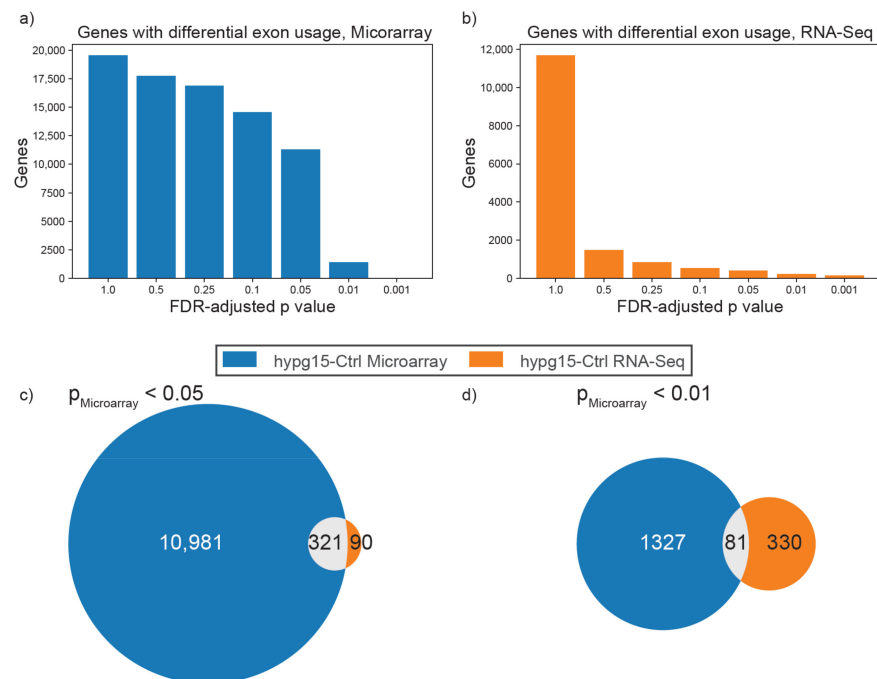 a)
Genes with differential exon usage, Micorarray
20,000
17,500
15,000
12,500
10,000
7500
5000
2500
0
Genes
1.0 0.5 0.25 0.1 0.05 0.01 0.001
FDR-adjusted p value
b)
Genes with differential exon usage, RNA-Seq
12,000
10,000
8000
6000
4000
2000
0
Genes
1.0 0.5 0.25 0.1 0.05 0.01 0.001
FDR-adjusted p value
hypg15-Ctrl Microarray hypg15-Ctrl RNA-Seq
c)
pMicroarray < 0.05
10,981 321 90
d)
pMicroarray < 0.01
1327 81 330